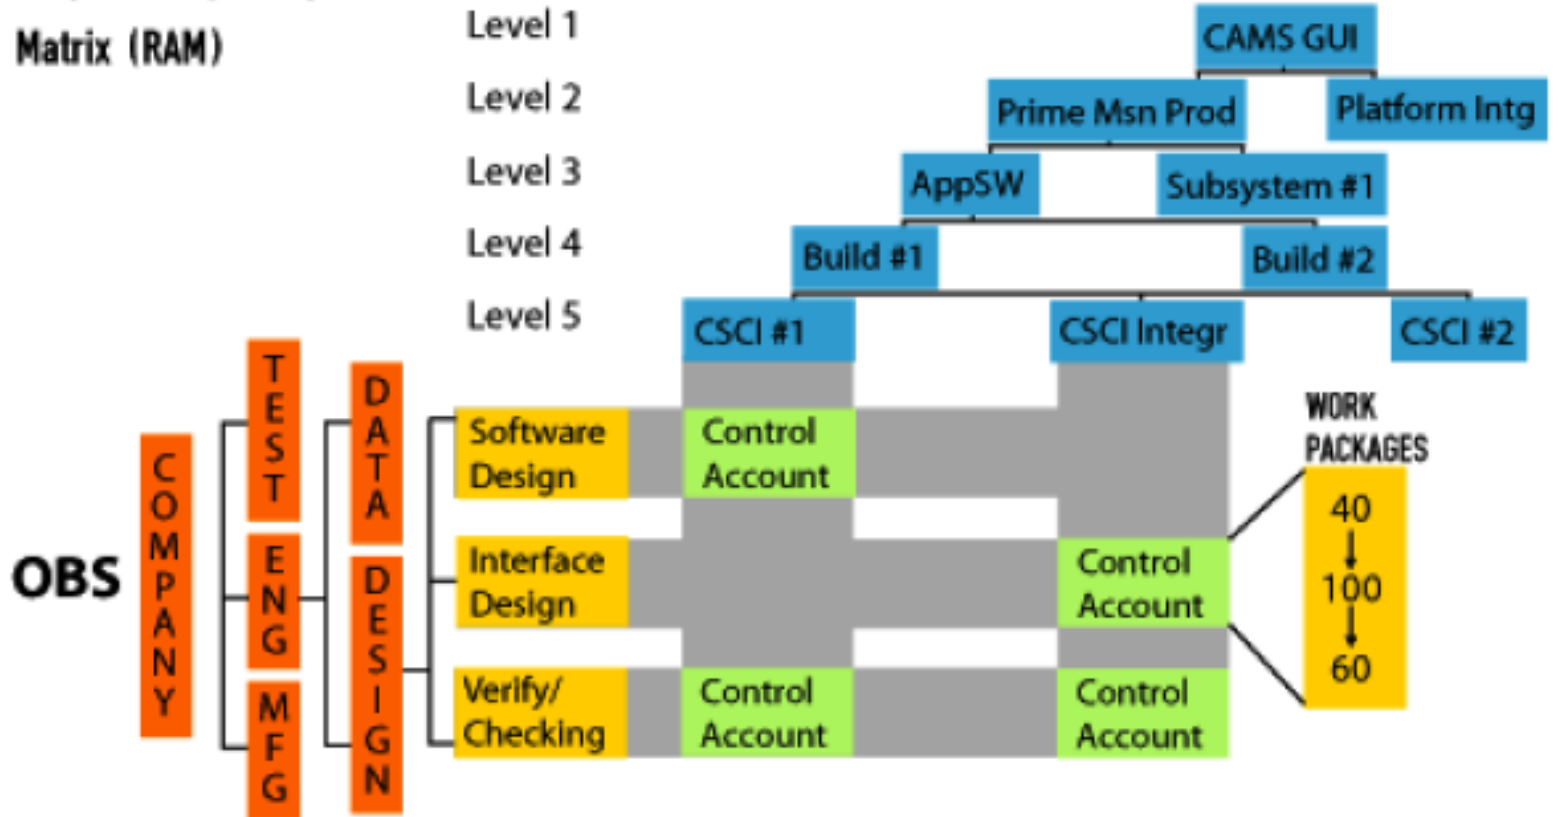 Matrix (RAM)
Level 1
CAMS GUI
Level 2
Prime Msn Prod
Platform Intg
Level 3
AppSW
Subsystem #1
Level 4
Build #1
Build #2
Level 5
CSCI #1
CSCI Integr
CSCI #2
OBS
COMPANY
TEST
ENG
MFG
DATA
DESIGN
Software
Design
Control
Account
Interface
Design
Control
Account
Verify/
Checking
Control
Account
Control
Account
WORK
PACKAGES
40
100
60